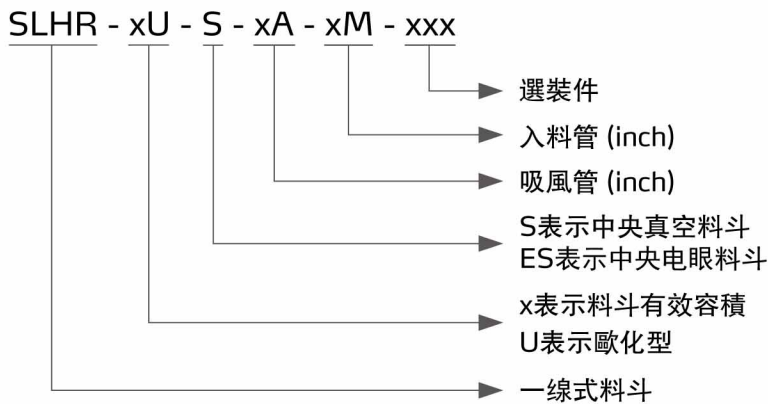 SLHR - xU - S - xA - xM - xxx
選裝件
入料管 (inch)
吸風管 (inch)
S表示中央真空料斗
ES表示中央电眼料斗
x表示料斗有效容積
U表示歐化型
一缐式料斗